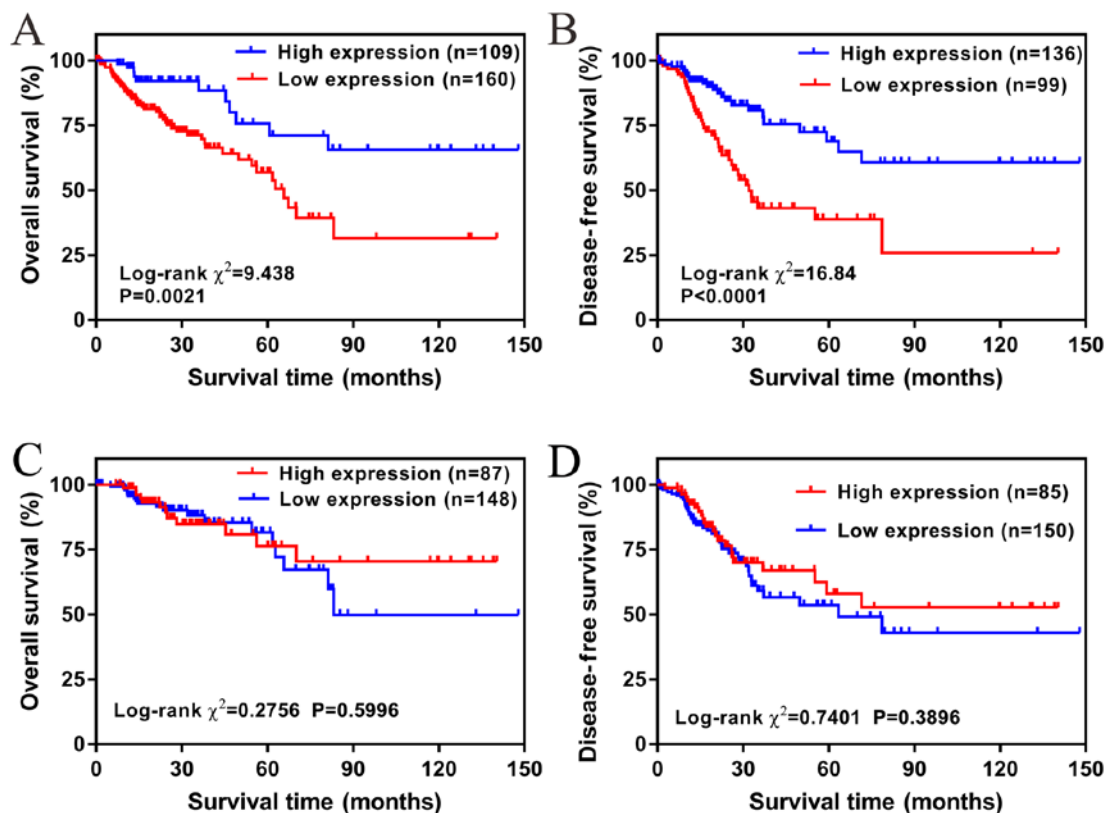 A
High expression (n=109)
Low expression (n=160)
Overall survival (%)
100
75
50
25
0
Log-rank χ²=9.438
P=0.0021
0 30 60 90 120 150
Survival time (months)
B
High expression (n=136)
Low expression (n=99)
Disease-free survival (%)
100
75
50
25
0
Log-rank χ²=16.84
P<0.0001
0 30 60 90 120 150
Survival time (months)
C
High expression (n=87)
Low expression (n=148)
Overall survival (%)
100
75
50
25
0
Log-rank χ²=0.2756 P=0.5996
0 30 60 90 120 150
Survival time (months)
D
High expression (n=85)
Low expression (n=150)
Disease-free survival (%)
100
75
50
25
0
Log-rank χ²=0.7401 P=0.3896
0 30 60 90 120 150
Survival time (months)